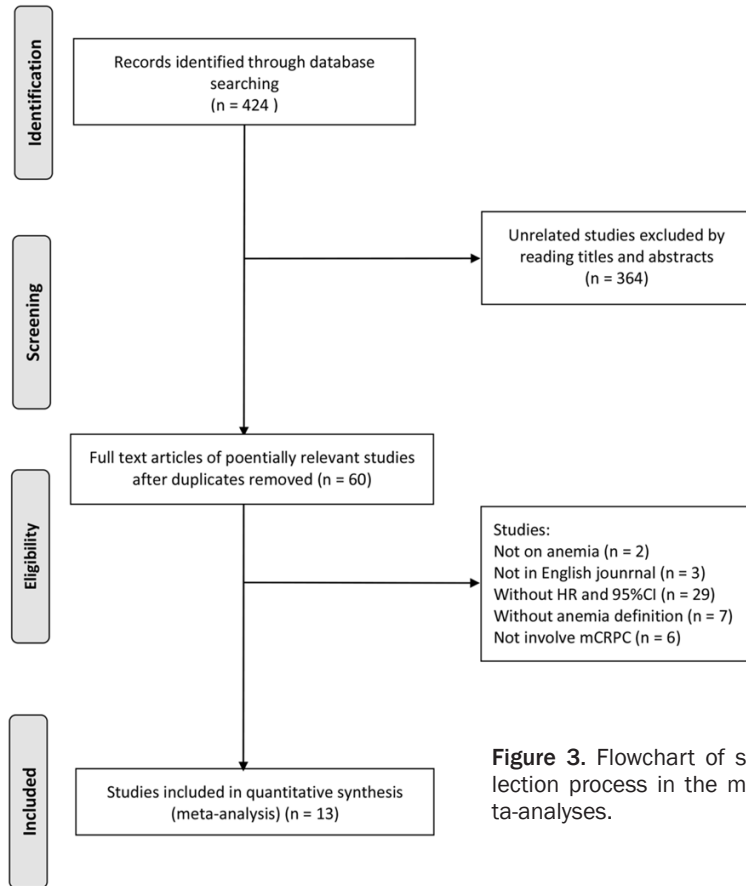 Identification
Records identified through database
searching
(n = 424 )
Screening
Unrelated studies excluded by
reading titles and abstracts
(n = 364)
Eligibility
Full text articles of poentially relevant studies
after duplicates removed (n = 60)
Studies:
Not on anemia (n = 2)
Not in English jounrnal (n = 3)
Without HR and 95%CI (n = 29)
Without anemia definition (n = 7)
Not involve mCRPC (n = 6)
Included
Studies included in quantitative synthesis
(meta-analysis) (n = 13)
Figure 3. Flowchart of s
lection process in the m
ta-analyses.